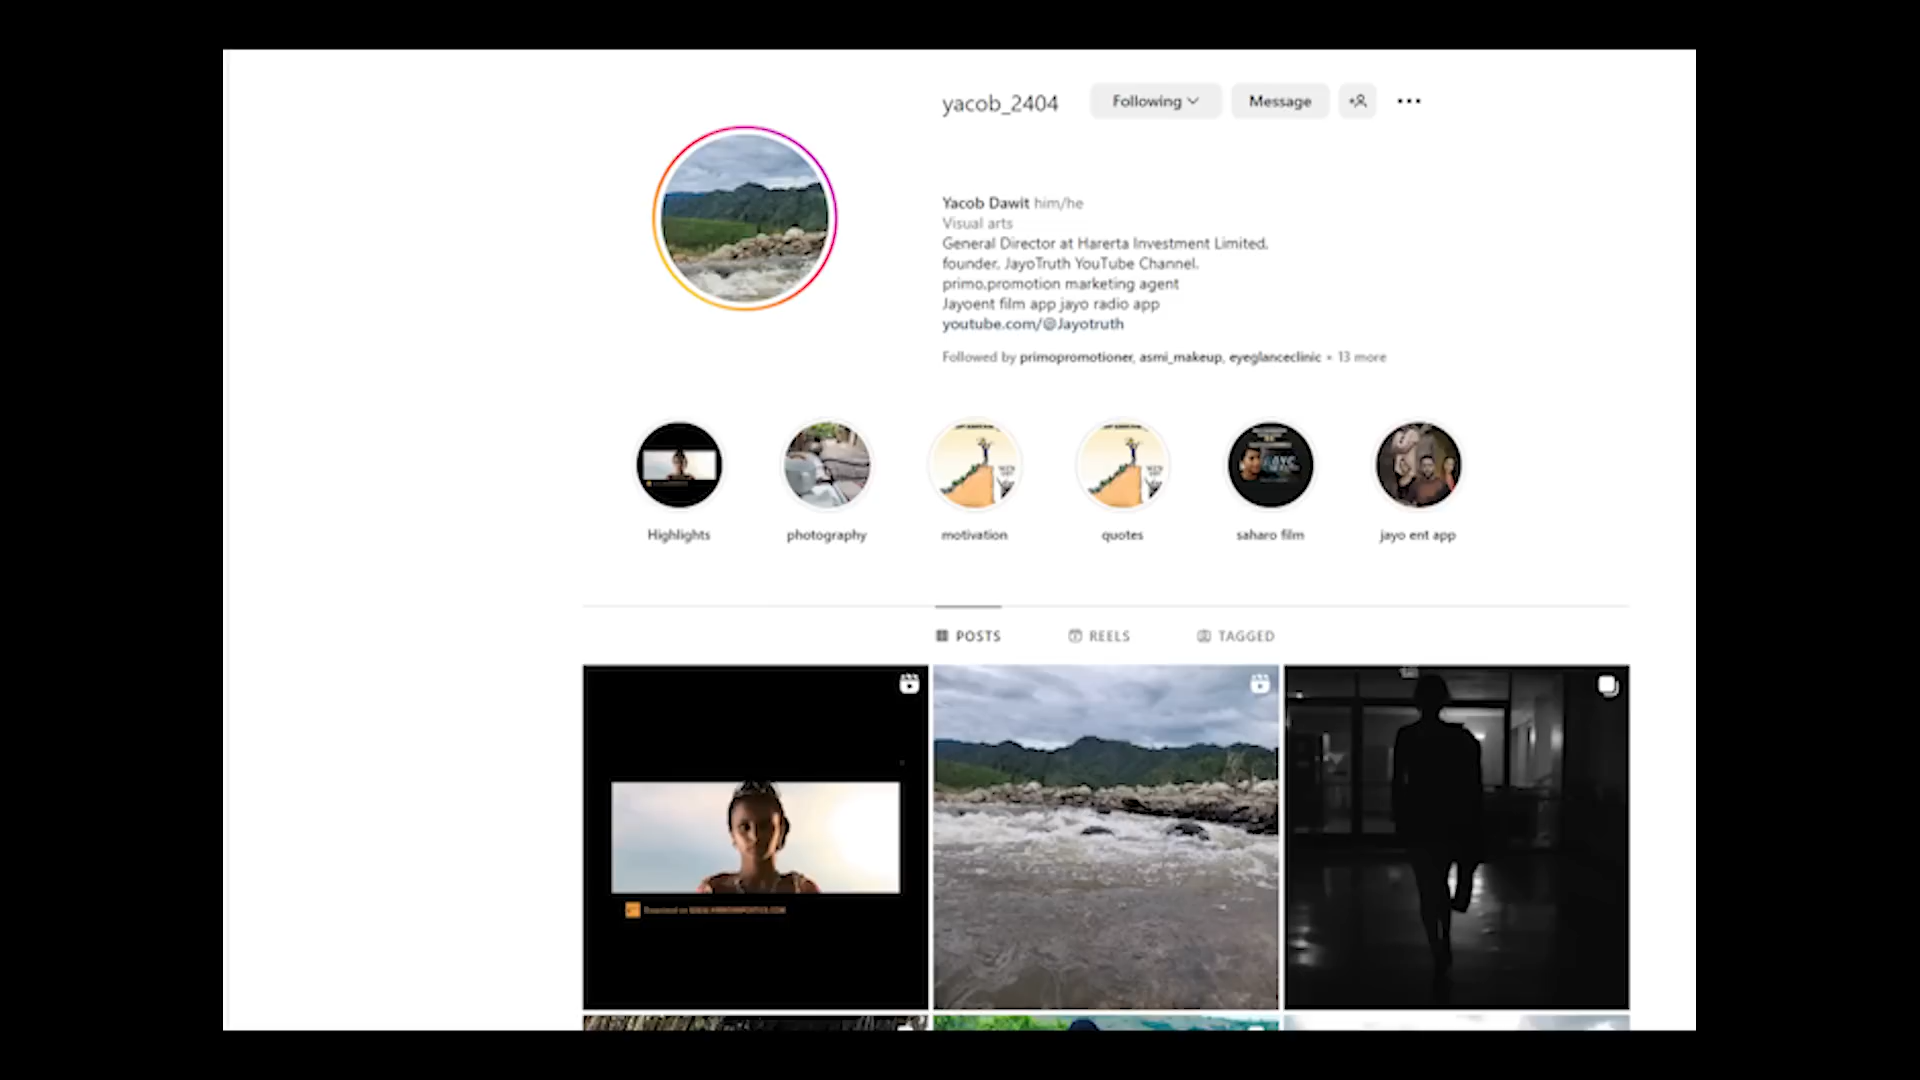 yacob_2404
Following
Message
Yacob Dawit him/he
Visual arts
General Director at Harerta Investment Limited.
founder, JayoTruth YouTube Channel.
primo.promotion marketing agent
Jayoent film app jayo radio app
youtube.com/@Jayotruth
Followed by primopromotioner, asmi_makeup, eyeglanceclinic • 13 more
Highlights
photography
motivation
quotes
saharo film
jayo ent app
POSTS
REELS
TAGGED